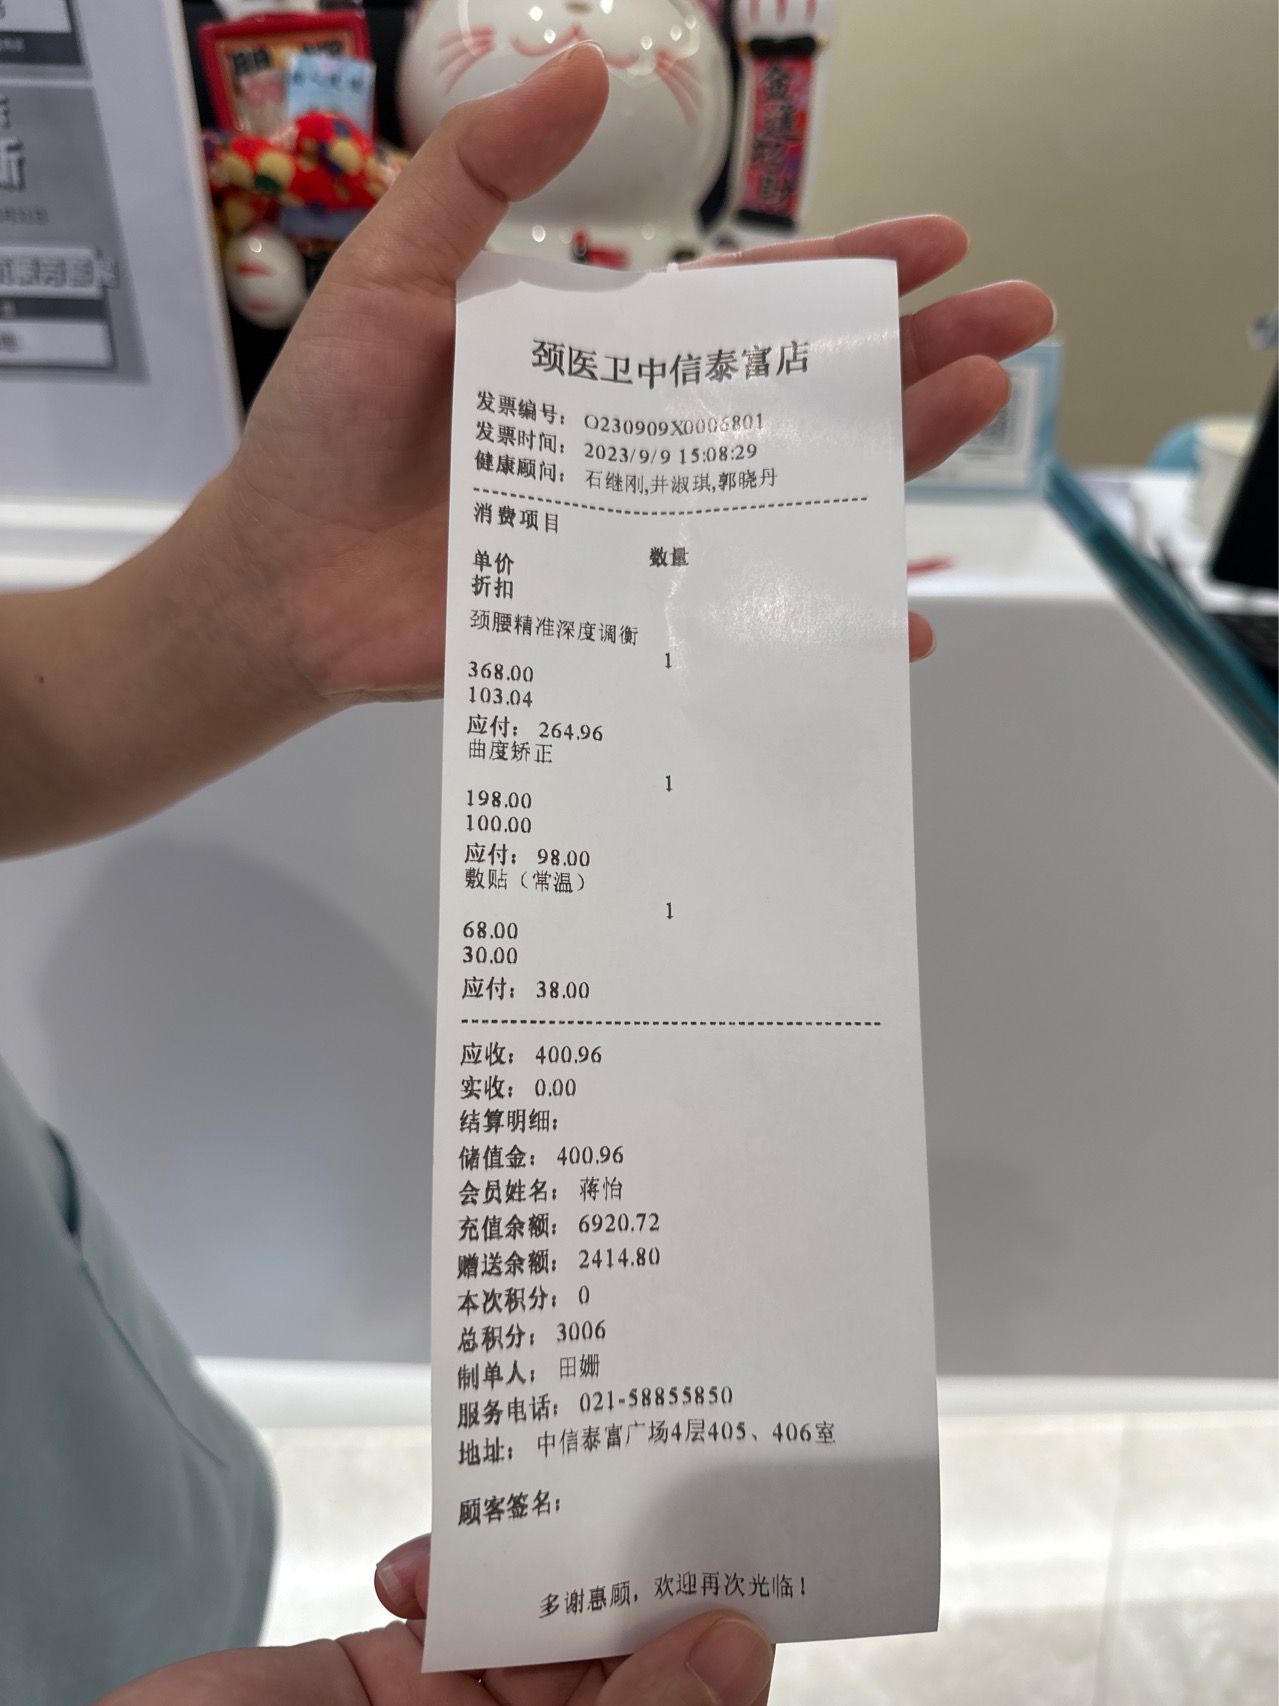 金運招財
颈医卫中信泰富店
发票编号： O230909X0006801
发票时间： 2023/9/9 15:08:29
健康顾问： 石继刚,井淑琪,郭晓丹
消费项目
单价 数量
折扣
颈腰精准深度调衡
1
368.00
103.04
应付： 264.96
曲度矫正
1
198.00
100.00
应付： 98.00
敷贴（常温）
1
68.00
30.00
应付： 38.00
应收： 400.96
实收： 0.00
结算明细：
储值金： 400.96
会员姓名： 蒋怡
充值余额： 6920.72
赠送余额： 2414.80
本次积分： 0
总积分： 3006
制单人： 田姗
服务电话： 021-58855850
地址： 中信泰富广场4层405、406室
顾客签名：
多谢惠顾，欢迎再次光临！